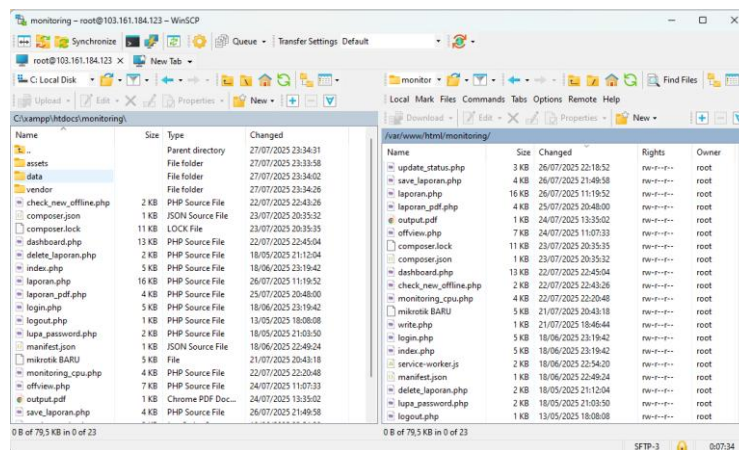 monitoring – root@103.161.184.123 – WinSCP
Synchronize Queue Transfer Settings Default
root@103.161.184.123 × New Tab
C: Local Disk
Upload Edit Properties New
C:\xampp\htdocs\monitoring\
Name Size Type Changed
.. Parent directory 27/07/2025 23:34:31
assets File folder 27/07/2025 23:33:58
data File folder 27/07/2025 23:34:02
vendor File folder 27/07/2025 23:34:26
check_new_offline.php 2 KB PHP Source File 22/07/2025 22:43:26
composer.json 1 KB JSON Source File 23/07/2025 20:35:32
composer.lock 11 KB LOCK File 23/07/2025 20:35:35
dashboard.php 13 KB PHP Source File 22/07/2025 22:45:04
delete_laporan.php 2 KB PHP Source File 18/05/2025 21:12:04
index.php 5 KB PHP Source File 18/06/2025 23:19:42
laporan.php 16 KB PHP Source File 26/07/2025 11:19:52
laporan_pdf.php 4 KB PHP Source File 25/07/2025 20:48:00
login.php 5 KB PHP Source File 18/06/2025 23:19:42
logout.php 1 KB PHP Source File 13/05/2025 18:08:08
lupa_password.php 2 KB PHP Source File 18/05/2025 21:03:50
manifest.json 1 KB JSON Source File 18/06/2025 22:49:24
mikrotik BARU 5 KB File 21/07/2025 20:43:18
monitoring_cpu.php 4 KB PHP Source File 22/07/2025 22:20:48
offview.php 7 KB PHP Source File 24/07/2025 11:07:33
output.pdf 1 KB Chrome PDF Doc... 24/07/2025 13:35:02
save_laporan.php 4 KB PHP Source File 26/07/2025 21:49:58
0 B of 79,5 KB in 0 of 23
monitor Find Files
Local Mark Files Commands Tabs Options Remote Help
Download Edit Properties New
/var/www/html/monitoring/
Name Size Changed Rights Owner
update_status.php 3 KB 26/07/2025 22:18:52 rw-r--r-- root
save_laporan.php 4 KB 26/07/2025 21:49:58 rw-r--r-- root
laporan.php 16 KB 26/07/2025 11:19:52 rw-r--r-- root
laporan_pdf.php 4 KB 25/07/2025 20:48:00 rw-r--r-- root
output.pdf 1 KB 24/07/2025 13:35:02 rw-r--r-- root
offview.php 7 KB 24/07/2025 11:07:33 rw-r--r-- root
composer.lock 11 KB 23/07/2025 20:35:35 rw-r--r-- root
composer.json 1 KB 23/07/2025 20:35:32 rw-r--r-- root
dashboard.php 13 KB 22/07/2025 22:45:04 rw-r--r-- root
check_new_offline.php 2 KB 22/07/2025 22:43:26 rw-r--r-- root
monitoring_cpu.php 4 KB 22/07/2025 22:20:48 rw-r--r-- root
mikrotik BARU 5 KB 21/07/2025 20:43:18 rw-r--r-- root
write.php 1 KB 21/07/2025 18:46:44 rw-r--r-- root
login.php 5 KB 18/06/2025 23:19:42 rw-r--r-- root
index.php 5 KB 18/06/2025 23:19:42 rw-r--r-- root
service-worker.js 2 KB 18/06/2025 22:54:20 rw-r--r-- root
manifest.json 1 KB 18/06/2025 22:49:24 rw-r--r-- root
delete_laporan.php 2 KB 18/05/2025 21:12:04 rw-r--r-- root
lupa_password.php 2 KB 18/05/2025 21:03:50 rw-r--r-- root
logout.php 1 KB 13/05/2025 18:08:08 rw-r--r-- root
0 B of 79,5 KB in 0 of 23
SFTP-3 0:07:34